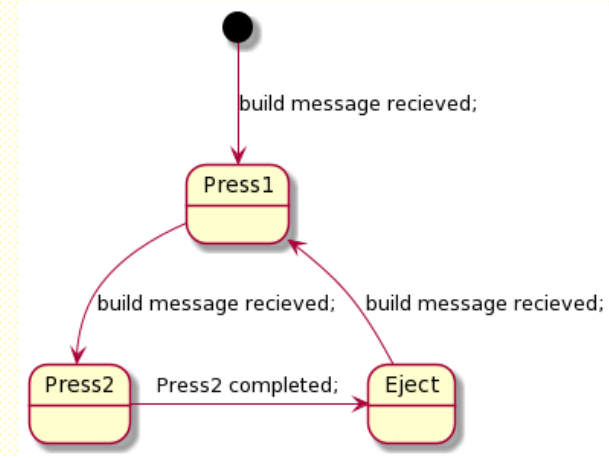 build message recieved;
Press1
build message recieved;
build message recieved;
Press2
Press2 completed;
Eject